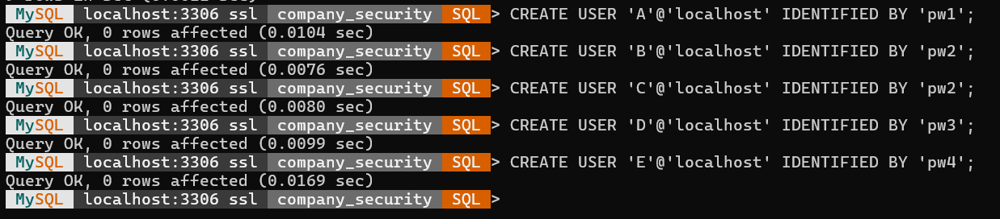 MySQL localhost:3306 ssl company_security SQL > CREATE USER 'A'@'localhost' IDENTIFIED BY 'pw1';
Query OK, 0 rows affected (0.0104 sec)
MySQL localhost:3306 ssl company_security SQL > CREATE USER 'B'@'localhost' IDENTIFIED BY 'pw2';
Query OK, 0 rows affected (0.0076 sec)
MySQL localhost:3306 ssl company_security SQL > CREATE USER 'C'@'localhost' IDENTIFIED BY 'pw2';
Query OK, 0 rows affected (0.0080 sec)
MySQL localhost:3306 ssl company_security SQL > CREATE USER 'D'@'localhost' IDENTIFIED BY 'pw3';
Query OK, 0 rows affected (0.0099 sec)
MySQL localhost:3306 ssl company_security SQL > CREATE USER 'E'@'localhost' IDENTIFIED BY 'pw4';
Query OK, 0 rows affected (0.0169 sec)
MySQL localhost:3306 ssl company_security SQL >